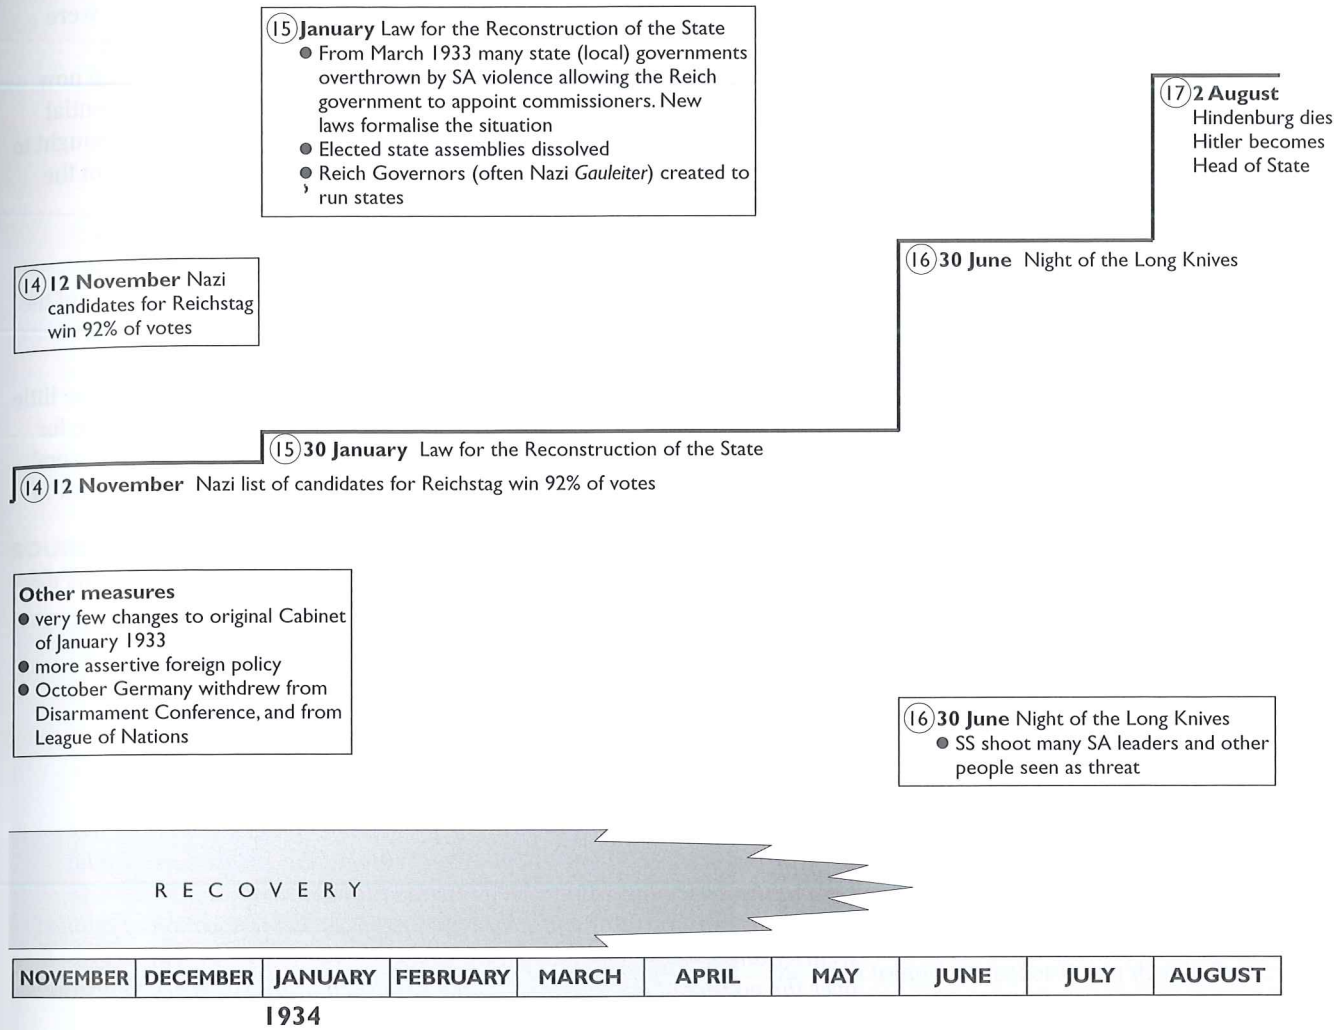 (15) January Law for the Reconstruction of the State
● From March 1933 many state (local) governments
overthrown by SA violence allowing the Reich
government to appoint commissioners. New
laws formalise the situation
● Elected state assemblies dissolved
● Reich Governors (often Nazi Gauleiter) created to
run states
(17) 2 August
Hindenburg dies
Hitler becomes
Head of State
(14) 12 November Nazi
candidates for Reichstag
win 92% of votes
(16) 30 June Night of the Long Knives
(15) 30 January Law for the Reconstruction of the State
(14) 12 November Nazi list of candidates for Reichstag win 92% of votes
Other measures
● very few changes to original Cabinet
of January 1933
● more assertive foreign policy
● October Germany withdrew from
Disarmament Conference, and from
League of Nations
(16) 30 June Night of the Long Knives
● SS shoot many SA leaders and other
people seen as threat
RECOVERY
NOVEMBER DECEMBER JANUARY FEBRUARY MARCH APRIL MAY JUNE JULY AUGUST
1934